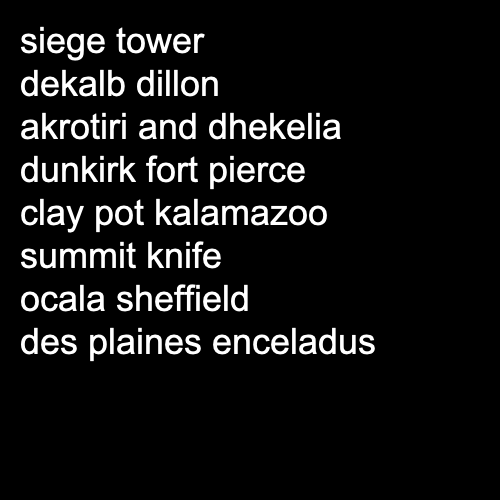 siege tower
dekalb dillon
akrotiri and dhekelia
dunkirk fort pierce
clay pot kalamazoo
summit knife
ocala sheffield
des plaines enceladus